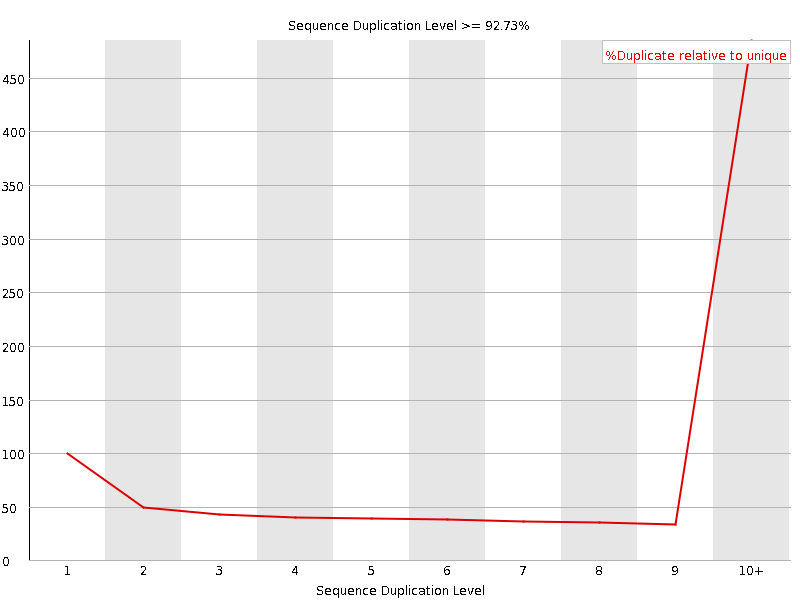 Sequence Duplication Level >= 92.73%
%Duplicate relative to unique
450
400
350
300
250
200
150
100
50
0
1 2 3 4 5 6 7 8 9 10+
Sequence Duplication Level